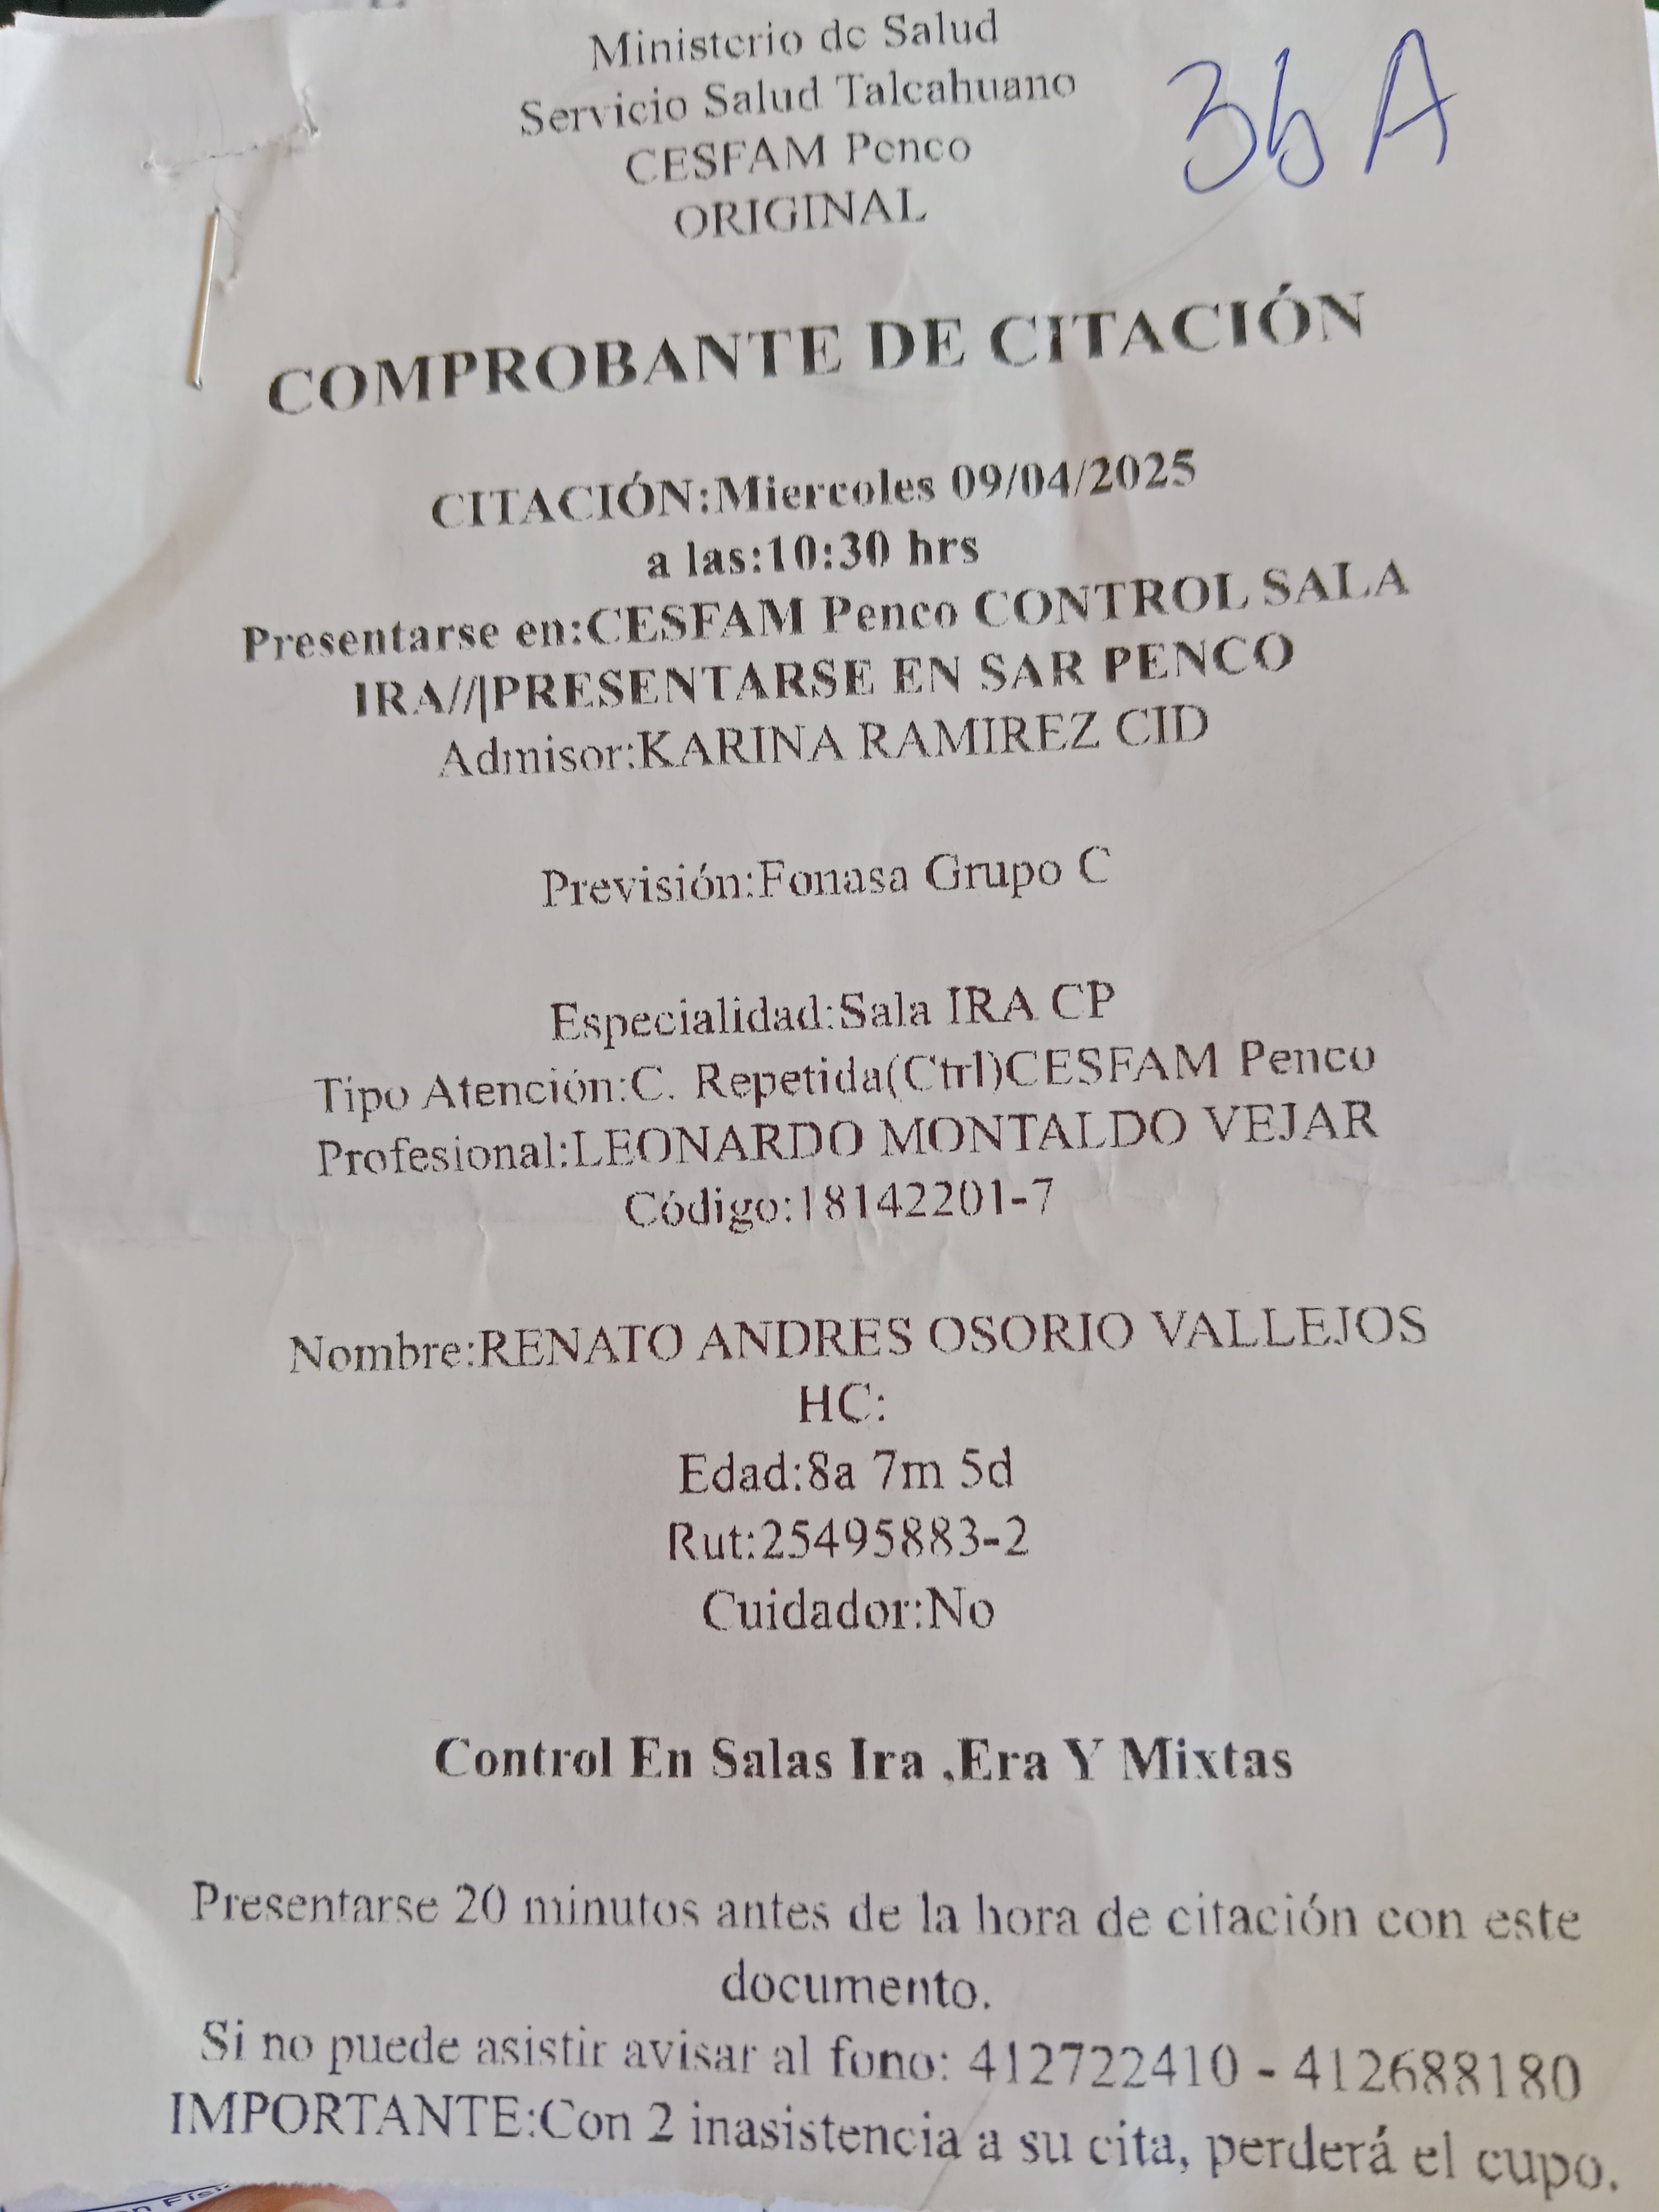 Ministerio de Salud
Servicio Salud Talcahuano
CESFAM Penco
ORIGINAL
36 A
COMPROBANTE DE CITACIÓN
CITACIÓN:Miercoles 09/04/2025
a las:10:30 hrs
Presentarse en:CESFAM Penco CONTROL SALA
IRA//|PRESENTARSE EN SAR PENCO
Admisor:KARINA RAMIREZ CID
Previsión:Fonasa Grupo C
Especialidad:Sala IRA CP
Tipo Atención:C. Repetida(Ctrl)CESFAM Penco
Profesional:LEONARDO MONTALDO VEJAR
Código:18142201-7
Nombre:RENATO ANDRES OSORIO VALLEJOS
HC:
Edad:8a 7m 5d
Rut:25495883-2
Cuidador:No
Control En Salas Ira ,Era Y Mixtas
Presentarse 20 minutos antes de la hora de citación con este
documento.
Si no puede asistir avisar al fono: 412722410 - 412688180
IMPORTANTE:Con 2 inasistencia a su cita, perderá el cupo.